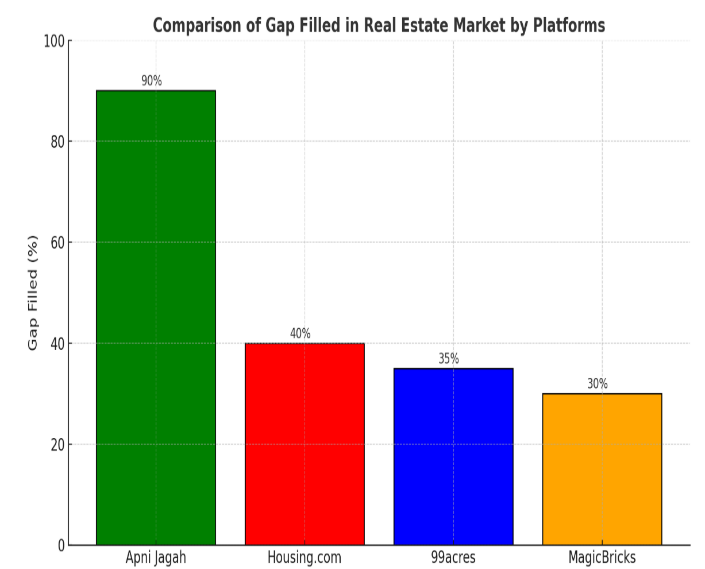 Comparison of Gap Filled in Real Estate Market by Platforms
Gap Filled (%)
100
80
60
40
20
0
90%
40%
35%
30%
Apni Jagah
Housing.com
99acres
MagicBricks